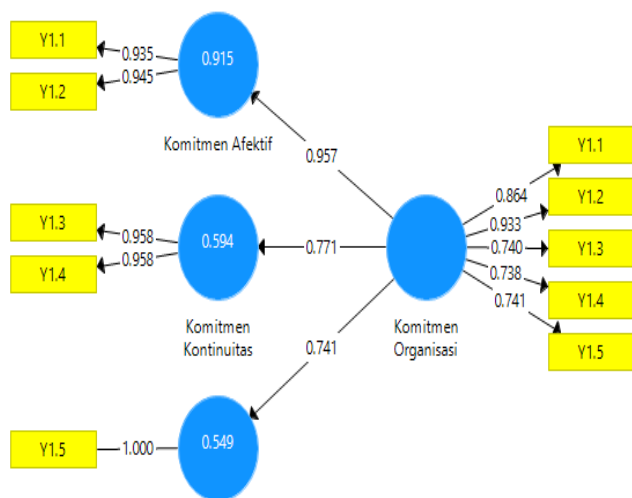 Y1.1
0.935
Y1.2
0.945
0.915
Komitmen Afektif
0.957
Y1.3
0.958
Y1.4
0.958
0.594
Komitmen
Kontinuitas
0.771
Y1.5
1.000
0.549
0.741
Komitmen
Organisasi
0.864
0.933
0.740
0.738
0.741
Y1.1
Y1.2
Y1.3
Y1.4
Y1.5